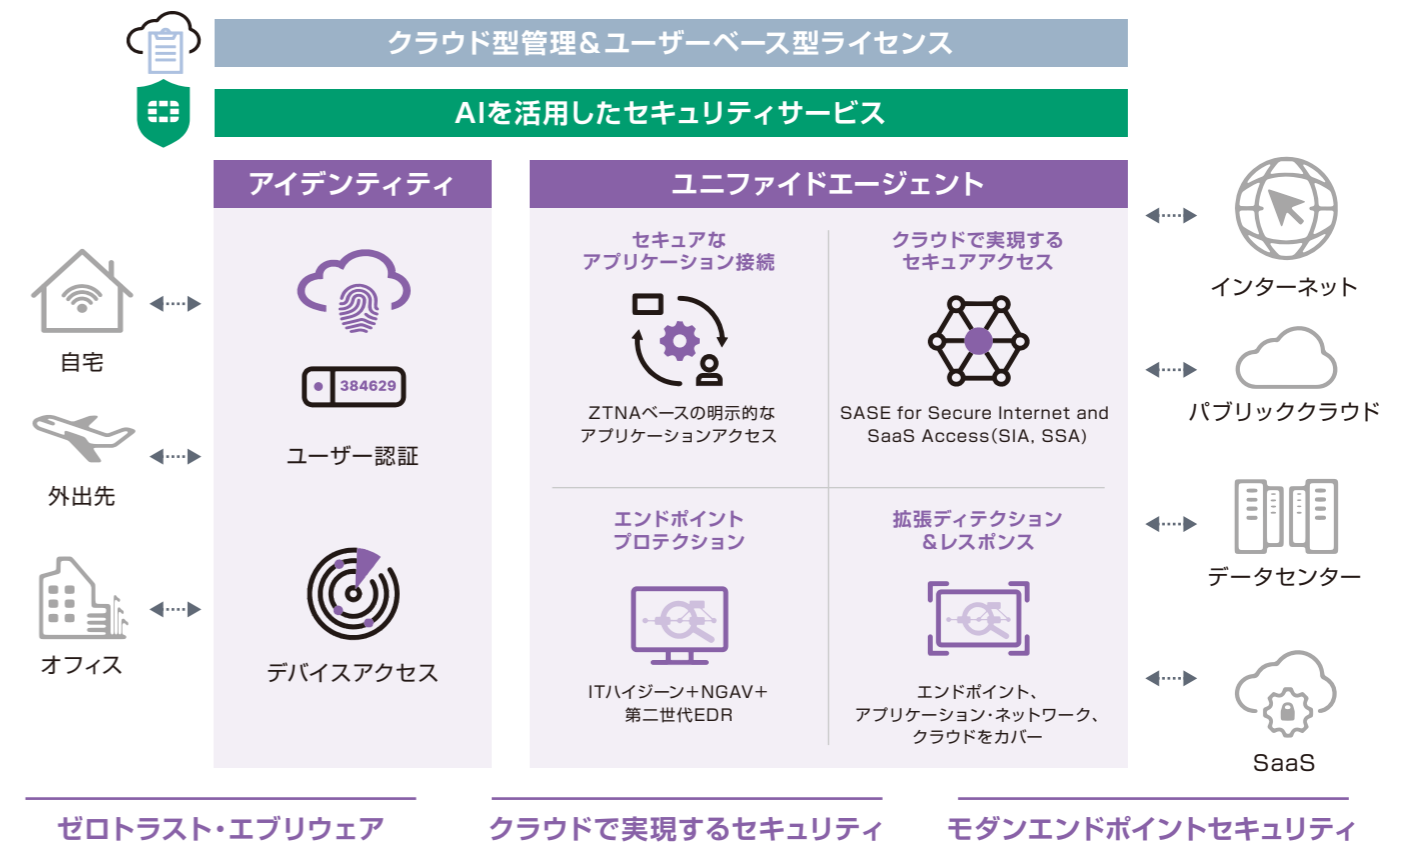 クラウド型管理&ユーザーベース型ライセンス
AIを活用したセキュリティサービス
アイデンティティ
ユニファイドエージェント
自宅
外出先
オフィス
384629
ユーザー認証
デバイスアクセス
セキュアな
アプリケーション接続
ZTNAベースの明示的な
アプリケーションアクセス
クラウドで実現する
セキュアアクセス
SASE for Secure Internet and
SaaS Access(SIA, SSA)
エンドポイント
プロテクション
ITハイジーン+NGAV+
第二世代EDR
拡張ディテクション
&レスポンス
エンドポイント、
アプリケーション・ネットワーク、
クラウドをカバー
インターネット
パブリッククラウド
データセンター
SaaS
ゼロトラスト・エブリウェア
クラウドで実現するセキュリティ
モダンエンドポイントセキュリティ